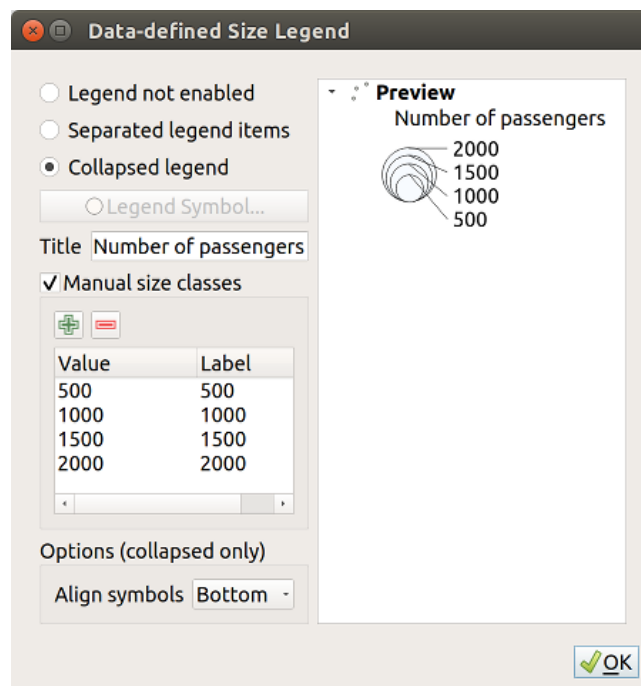 Data-defined Size Legend
Legend not enabled
Separated legend items
Collapsed legend
Legend Symbol...
Title Number of passengers
Manual size classes
Value Label
500 500
1000 1000
1500 1500
2000 2000
Options (collapsed only)
Align symbols Bottom
Preview
Number of passengers
2000
1500
1000
500
OK